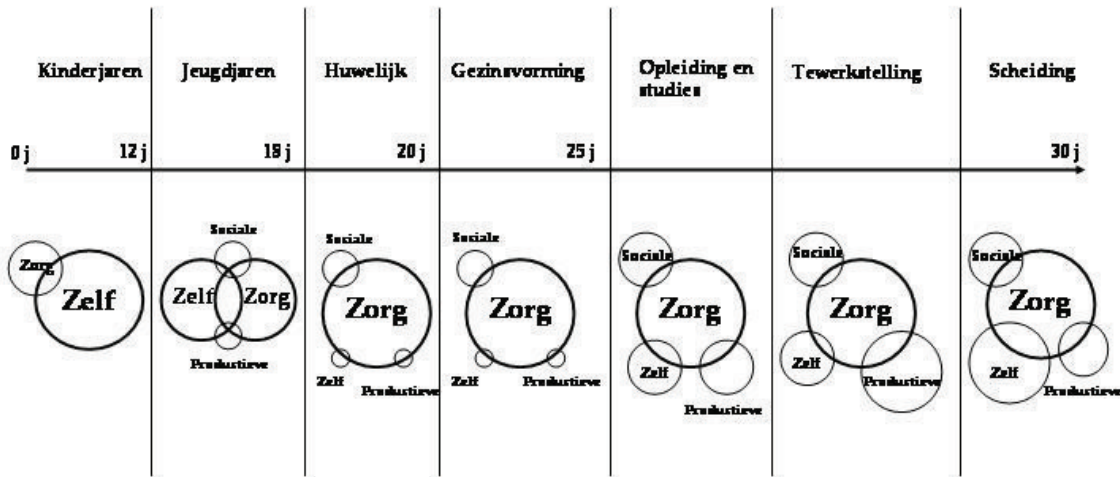 Kinderjaren
Jeugdjaren
Huwelijk
Gezinsvorming
Opleiding en
studies
Tewerkstelling
Scheiding
0 j
12 j
18 j
20 j
25 j
30 j
Zorg
Zelf
Sociale
Zelf
Zorg
Productieve
Sociale
Zorg
Zelf
Productieve
Sociale
Zorg
Zelf
Productieve
Sociale
Zorg
Zelf
Productieve
Sociale
Zorg
Zelf
Productieve
Sociale
Zorg
Zelf
Productieve